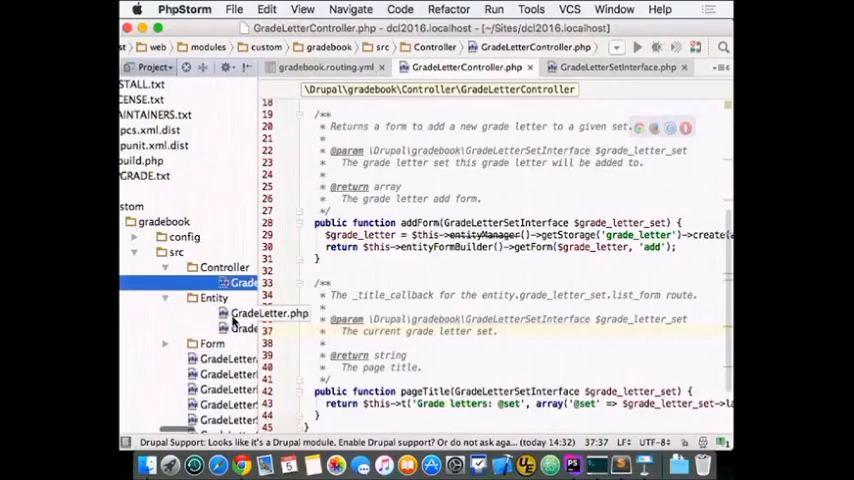 PhpStorm File Edit View Navigate Code Refactor Run Tools VCS Window Help
GradeLetterController.php - dcl2016.localhost - [~/Sites/dcl2016.localhost]
web modules custom gradebook src Controller GradeLetterController.php
Project gradebook.routing.yml GradeLetterController.php GradeLetterSetInterface.php
\Drupal\gradebook\Controller\GradeLetterController
STALL.txt
CENSE.txt
AINTAINERS.txt
pcs.xml.dist
punit.xml.dist
build.php
GRADE.txt
stom
gradebook
config
src
Controller
Grade
Entity
GradeLetter.php
Grade
Form
GradeLetter
GradeLetter
GradeLetter
GradeLetter
GradeLetter
18
19 /**
20 * Returns a form to add a new grade letter to a given set.
21 *
22 * @param \Drupal\gradebook\GradeLetterSetInterface $grade_letter_set
23 * The grade letter set this grade letter will be added to.
24 *
25 * @return array
26 * The grade letter add form.
27 */
28 public function addForm(GradeLetterSetInterface $grade_letter_set) {
29 $grade_letter = $this->entityManager()->getStorage('grade_letter')->create(
30 return $this->entityFormBuilder()->getForm($grade_letter, 'add');
31 }
32
33 /**
34 * The _title_callback for the entity.grade_letter_set.list_form route.
35 *
36 * @param \Drupal\gradebook\GradeLetterSetInterface $grade_letter_set
37 * The current grade letter set.
38 *
39 * @return string
40 * The page title.
41 */
42 public function pageTitle(GradeLetterSetInterface $grade_letter_set) {
43 return $this->t('Grade letters: @set', array('@set' => $grade_letter_set->la
44 }
45
Drupal Support: Looks like it's a Drupal module. Enable Drupal support? Or do not ask aga... (today 14:32) 37:37 LF: UTF-8: